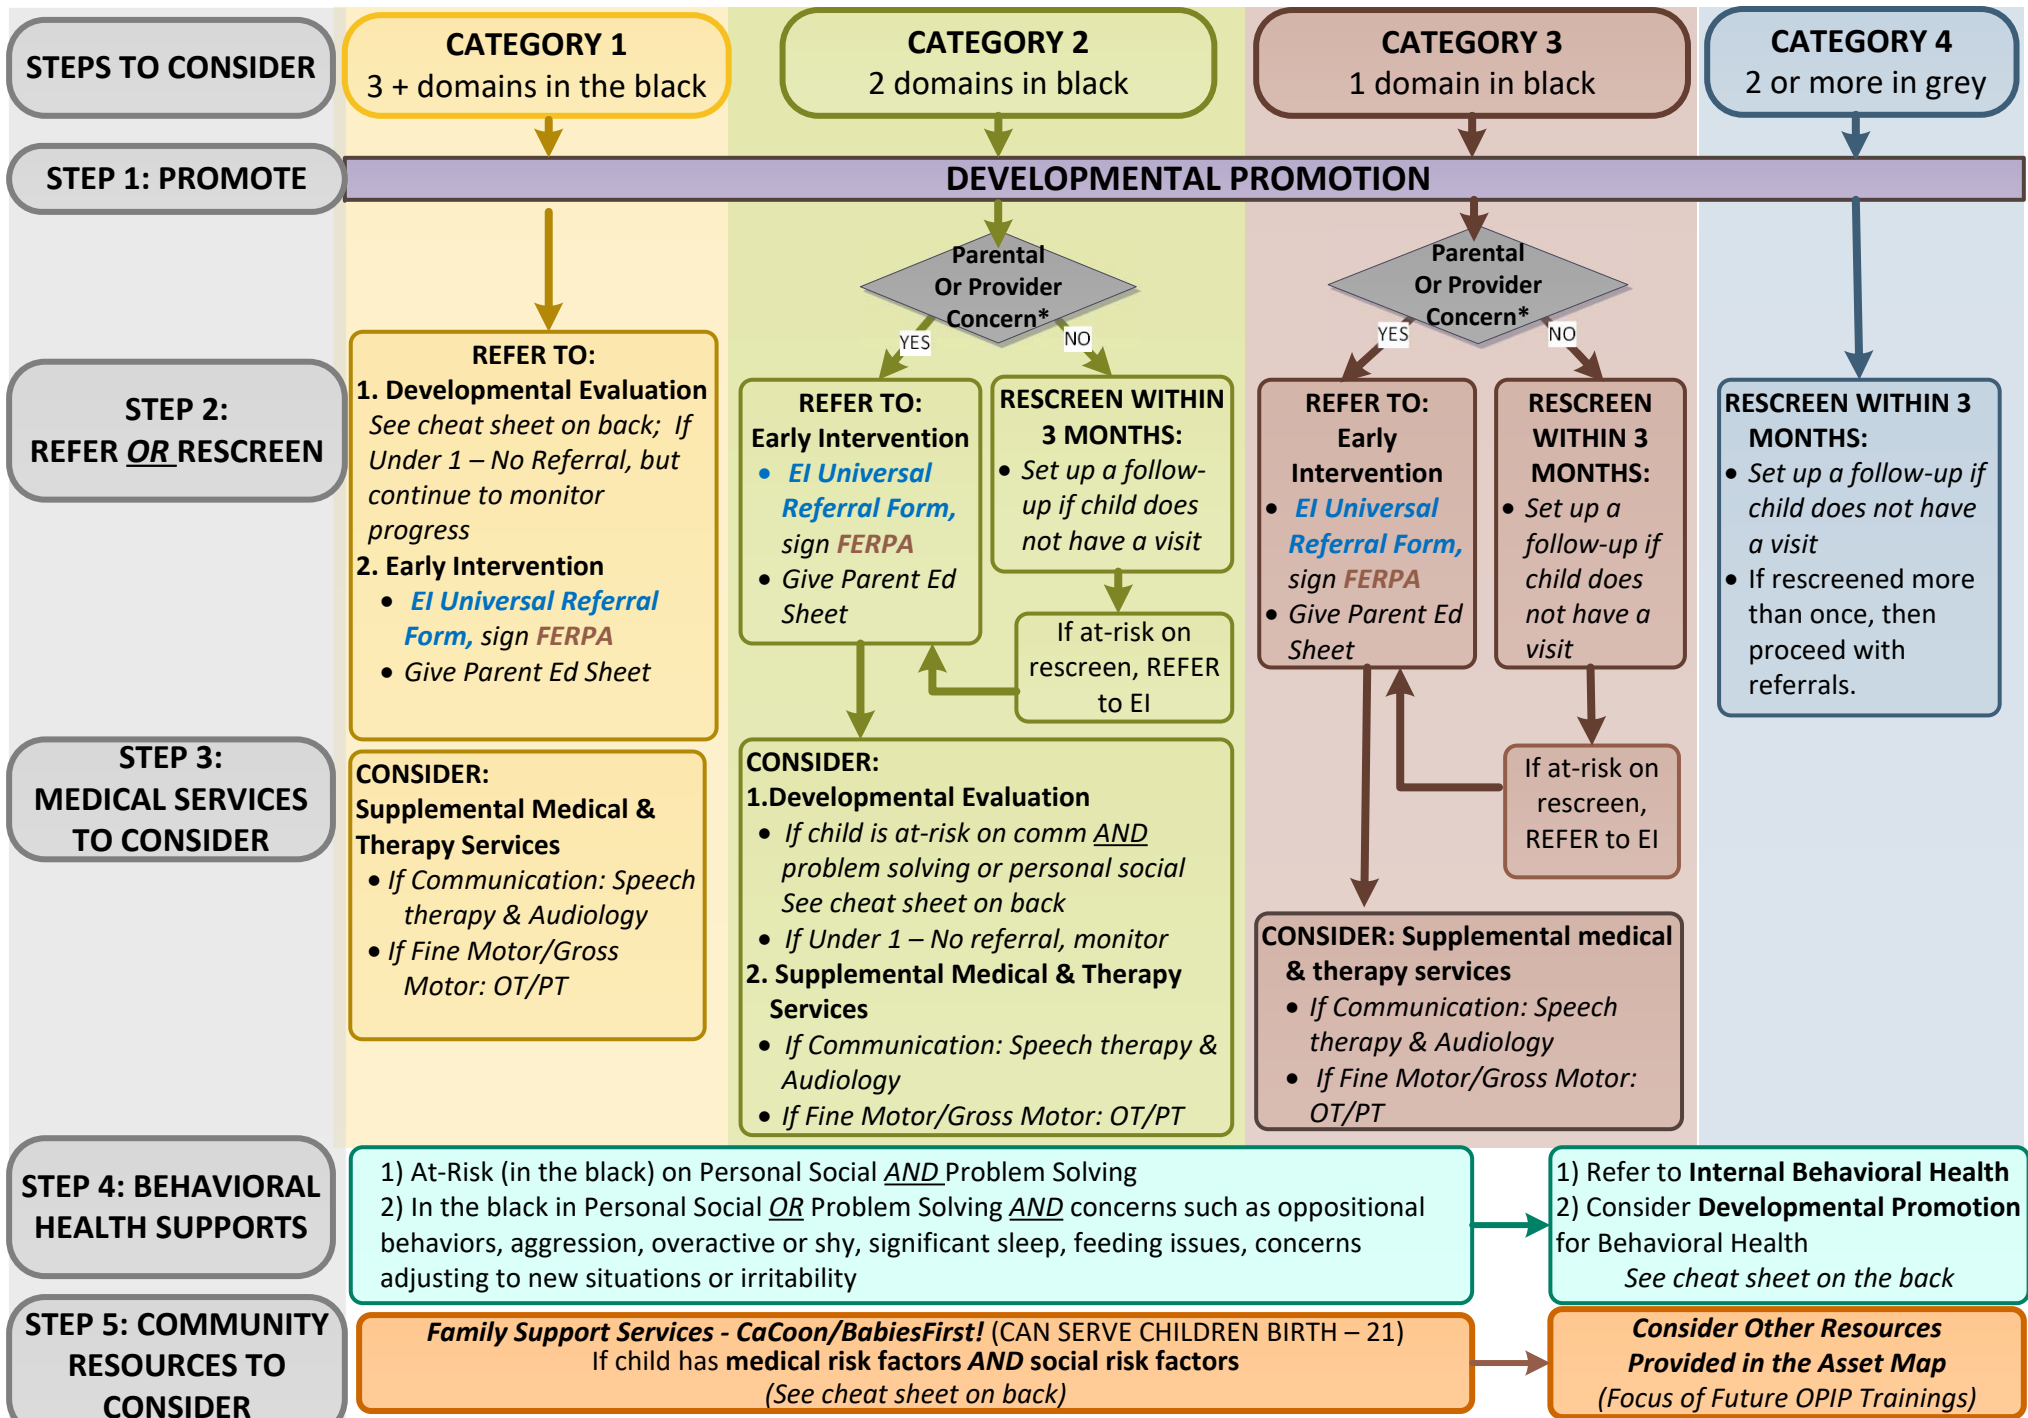 STEPS TO CONSIDER
CATEGORY 1
3 + domains in the black
CATEGORY 2
2 domains in black
CATEGORY 3
1 domain in black
CATEGORY 4
2 or more in grey
STEP 1: PROMOTE
DEVELOPMENTAL PROMOTION
STEP 2:
REFER OR RESCREEN
REFER TO:
1. Developmental Evaluation
See cheat sheet on back; If
Under 1 – No Referral, but
continue to monitor
progress
2. Early Intervention
• EI Universal Referral
Form, sign FERPA
• Give Parent Ed Sheet
Parental
Or Provider
Concern*
YES
NO
REFER TO:
Early Intervention
• EI Universal
Referral Form,
sign FERPA
• Give Parent Ed
Sheet
RESCREEN WITHIN
3 MONTHS:
• Set up a follow-
up if child does
not have a visit
If at-risk on
rescreen, REFER
to EI
Parental
Or Provider
Concern*
YES
NO
REFER TO:
Early
Intervention
• EI Universal
Referral Form,
sign FERPA
• Give Parent Ed
Sheet
RESCREEN
WITHIN 3
MONTHS:
• Set up a
follow-up if
child does
not have a
visit
If at-risk on
rescreen,
REFER to EI
RESCREEN WITHIN 3
MONTHS:
• Set up a follow-up if
child does not have
a visit
• If rescreened more
than once, then
proceed with
referrals.
STEP 3:
MEDICAL SERVICES
TO CONSIDER
CONSIDER:
Supplemental Medical &
Therapy Services
• If Communication: Speech
therapy & Audiology
• If Fine Motor/Gross
Motor: OT/PT
CONSIDER:
1.Developmental Evaluation
• If child is at-risk on comm AND
problem solving or personal social
See cheat sheet on back
• If Under 1 – No referral, monitor
2. Supplemental Medical & Therapy
Services
• If Communication: Speech therapy &
Audiology
• If Fine Motor/Gross Motor: OT/PT
CONSIDER: Supplemental medical
& therapy services
• If Communication: Speech
therapy & Audiology
• If Fine Motor/Gross Motor:
OT/PT
STEP 4: BEHAVIORAL
HEALTH SUPPORTS
1) At-Risk (in the black) on Personal Social AND Problem Solving
2) In the black in Personal Social OR Problem Solving AND concerns such as oppositional
behaviors, aggression, overactive or shy, significant sleep, feeding issues, concerns
adjusting to new situations or irritability
1) Refer to Internal Behavioral Health
2) Consider Developmental Promotion
for Behavioral Health
See cheat sheet on the back
STEP 5: COMMUNITY
RESOURCES TO
CONSIDER
Family Support Services - CaCoon/BabiesFirst! (CAN SERVE CHILDREN BIRTH – 21)
If child has medical risk factors AND social risk factors
(See cheat sheet on back)
Consider Other Resources
Provided in the Asset Map
(Focus of Future OPIP Trainings)